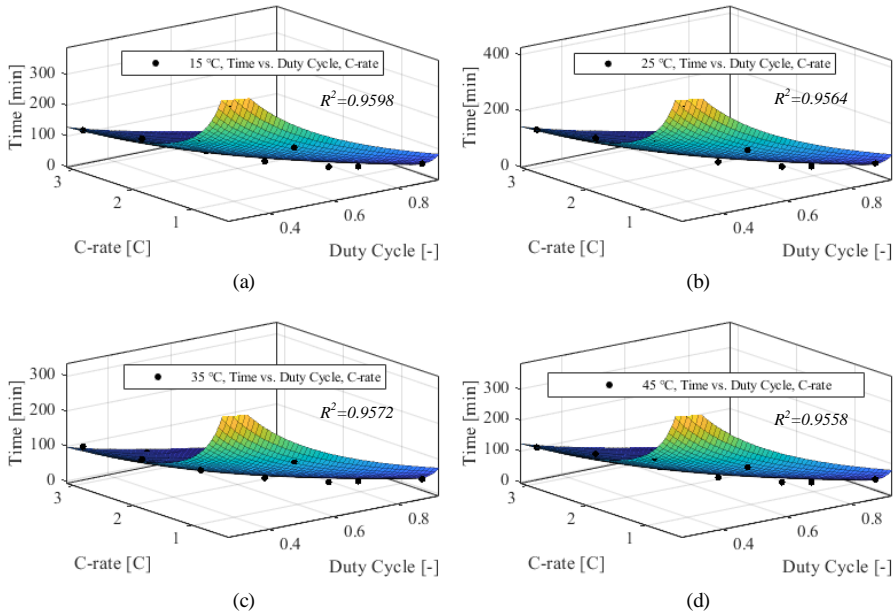 15 ℃, Time vs. Duty Cycle, C-rate
R²=0.9598
Time [min]
300
200
100
0
3
2
1
0.4
0.6
0.8
C-rate [C]
Duty Cycle [-]
(a)
25 ℃, Time vs. Duty Cycle, C-rate
R²=0.9564
Time[min]
400
200
0
3
2
1
0.4
0.6
0.8
C-rate [C]
Duty Cycle [-]
(b)
35 ℃, Time vs. Duty Cycle, C-rate
R²=0.9572
Time [min]
300
200
100
0
3
2
1
0.4
0.6
0.8
C-rate [C]
Duty Cycle [-]
(c)
45 ℃, Time vs. Duty Cycle, C-rate
R²=0.9558
Time [min]
300
200
100
0
3
2
1
0.4
0.6
0.8
C-rate [C]
Duty Cycle [-]
(d)